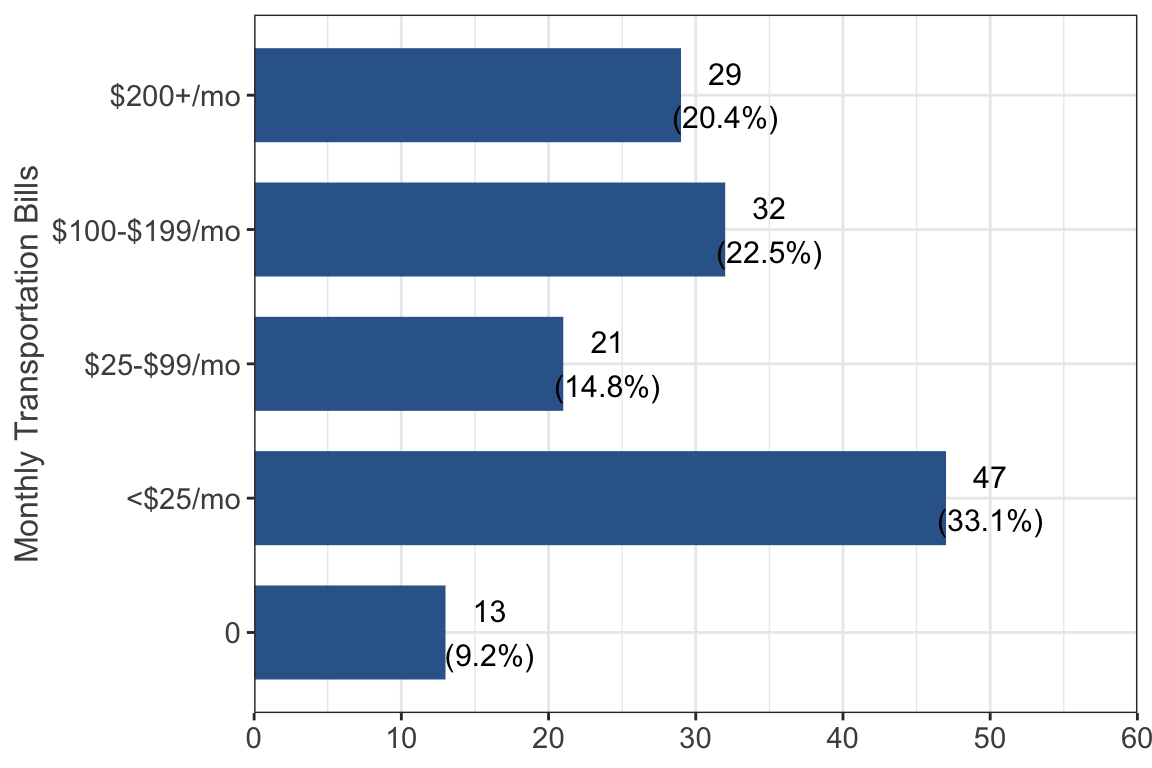 Monthly Transportation Bills
$200+/mo
29
(20.4%)
$100-$199/mo
32
(22.5%)
$25-$99/mo
21
(14.8%)
<$25/mo
47
(33.1%)
0
13
(9.2%)
0 10 20 30 40 50 60